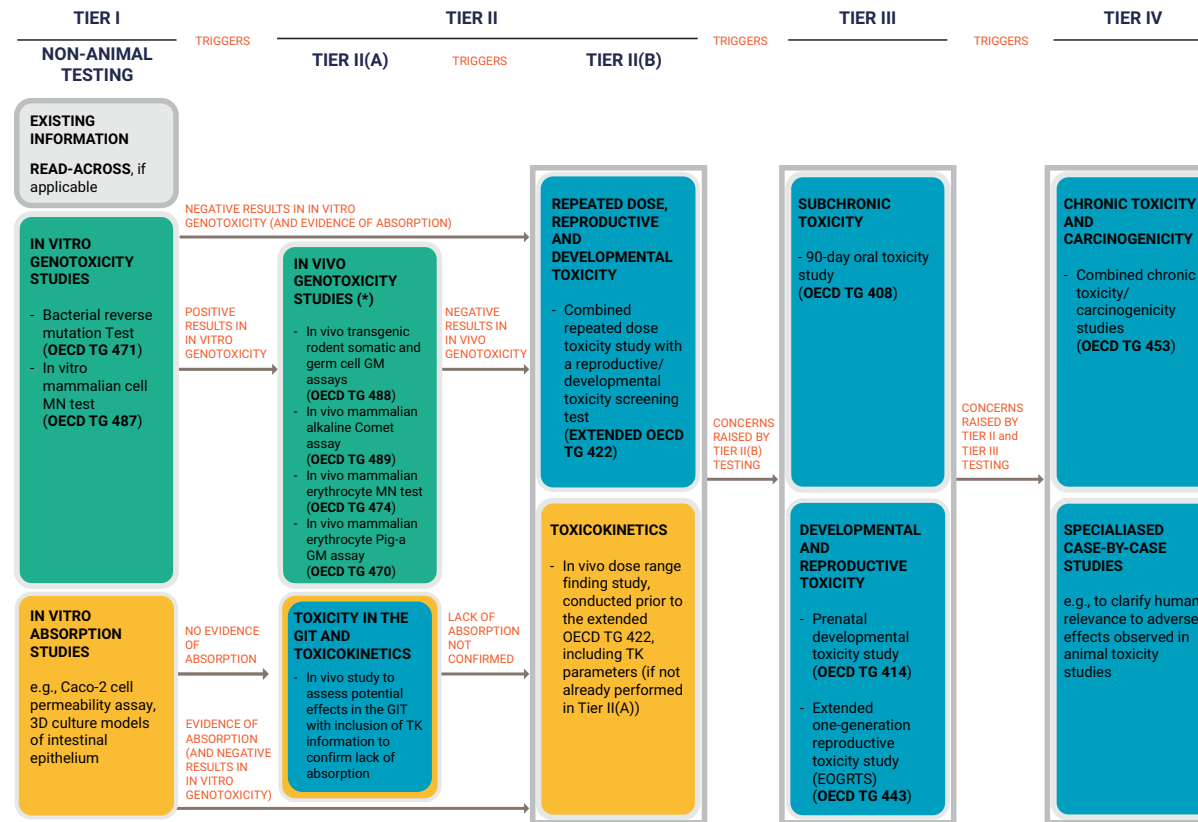 TIER I
TRIGGERS
TIER II
TRIGGERS
TIER III
TRIGGERS
TIER IV
NON-ANIMAL
TESTING
TIER II(A)
TRIGGERS
TIER II(B)
EXISTING
INFORMATION
READ-ACROSS, if
applicable
IN VITRO
GENOTOXICITY
STUDIES
- Bacterial reverse
mutation Test
(OECD TG 471)
- In vitro
mammalian cell
MN test
(OECD TG 487)
IN VITRO
ABSORPTION
STUDIES
e.g., Caco-2 cell
permeability assay,
3D culture models
of intestinal
epithelium
NEGATIVE RESULTS IN IN VITRO
GENOTOXICITY (AND EVIDENCE OF ABSORPTION)
POSITIVE
RESULTS IN
IN VITRO
GENOTOXICITY
NO EVIDENCE
OF
ABSORPTION
EVIDENCE OF
ABSORPTION
(AND NEGATIVE
RESULTS IN
IN VITRO
GENOTOXICITY)
IN VIVO
GENOTOXICITY
STUDIES (*)
- In vivo transgenic
rodent somatic and
germ cell GM
assays
(OECD TG 488)
- In vivo mammalian
alkaline Comet
assay
(OECD TG 489)
- In vivo mammalian
erythrocyte MN test
(OECD TG 474)
- In vivo mammalian
erythrocyte Pig-a
GM assay
(OECD TG 470)
TOXICITY IN THE
GIT AND
TOXICOKINETICS
- In vivo study to
assess potential
effects in the GIT
with inclusion of TK
information to
confirm lack of
absorption
NEGATIVE
RESULTS
IN VIVO
GENOTOXICITY
LACK OF
ABSORPTION
NOT
CONFIRMED
REPEATED DOSE,
REPRODUCTIVE
AND
DEVELOPMENTAL
TOXICITY
- Combined
repeated dose
toxicity study with
a reproductive/
developmental
toxicity screening
test
(EXTENDED OECD
TG 422)
TOXICOKINETICS
- In vivo dose range
finding study,
conducted prior to
the extended
OECD TG 422,
including TK
parameters (if not
already performed
in Tier II(A))
CONCERNS
RAISED BY
TIER II(B)
TESTING
SUBCHRONIC
TOXICITY
- 90-day oral toxicity
study
(OECD TG 408)
DEVELOPMENTAL
AND
REPRODUCTIVE
TOXICITY
- Prenatal
developmental
toxicity study
(OECD TG 414)
- Extended
one-generation
reproductive
toxicity study
(EOGRTS)
(OECD TG 443)
CONCERNS
RAISED BY
TIER II and
TIER III
TESTING
CHRONIC TOXICITY
AND
CARCINOGENICITY
- Combined chronic
toxicity/
carcinogenicity
studies
(OECD TG 453)
SPECIALIASED
CASE-BY-CASE
STUDIES
e.g., to clarify human
relevance to adverse
effects observed in
animal toxicity
studies